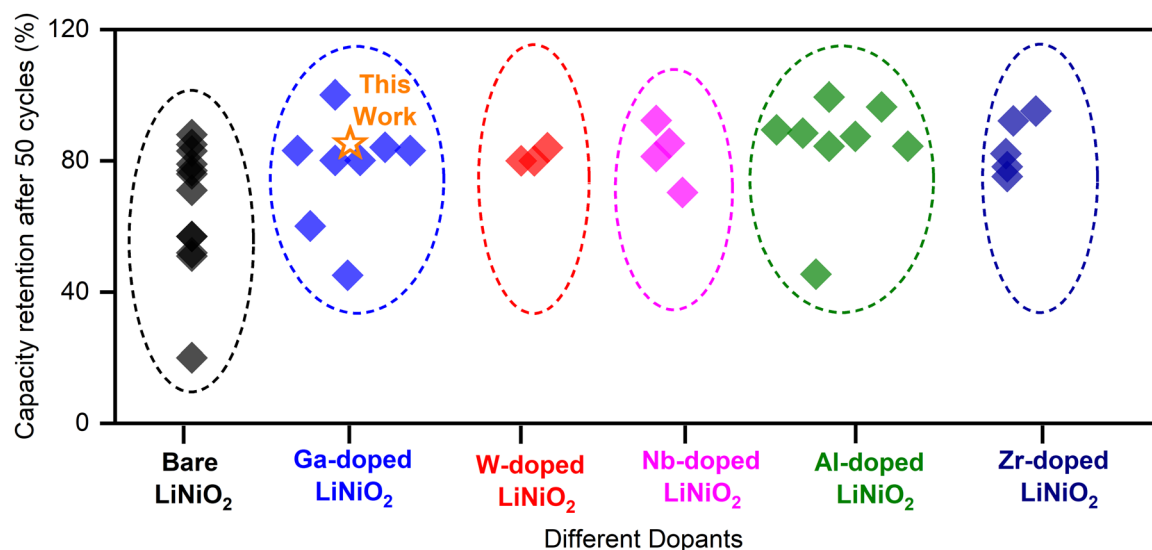 Capacity retention after 50 cycles (%)
120
80
40
0
This
Work
Bare
LiNiO₂
Ga-doped
LiNiO₂
W-doped
LiNiO₂
Nb-doped
LiNiO₂
Al-doped
LiNiO₂
Zr-doped
LiNiO₂
Different Dopants